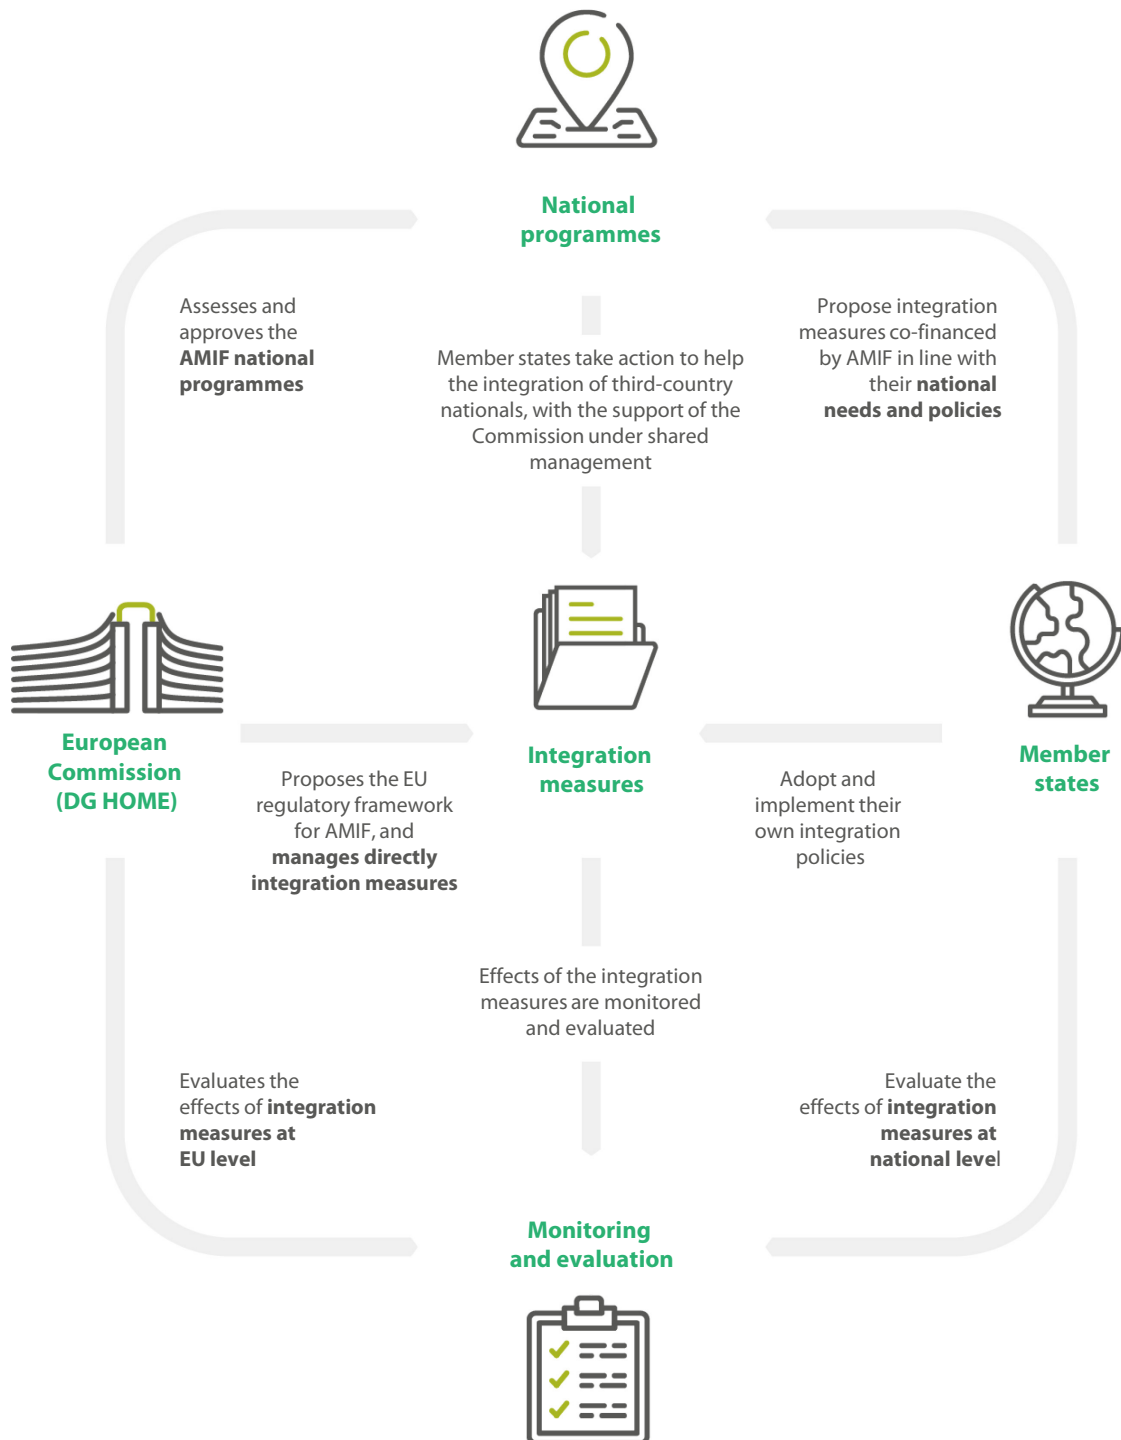 National
programmes
Assesses and
approves the
AMIF national
programmes
Member states take action to help
the integration of third-country
nationals, with the support of the
Commission under shared
management
Propose integration
measures co-financed
by AMIF in line with
their national
needs and policies
European
Commission
(DG HOME)
Integration
measures
Member
states
Proposes the EU
regulatory framework
for AMIF, and
manages directly
integration measures
Adopt and
implement their
own integration
policies
Effects of the integration
measures are monitored
and evaluated
Evaluates the
effects of integration
measures at
EU level
Evaluate the
effects of integration
measures at
national level
Monitoring
and evaluation